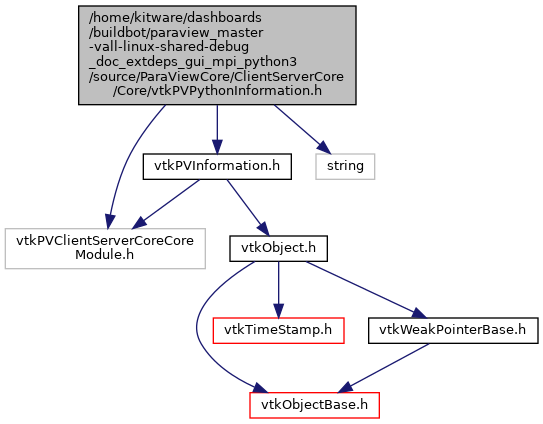 /home/kitware/dashboards
/buildbot/paraview_master
-vall-linux-shared-debug
_doc_extdeps_gui_mpi_python3
/source/ParaViewCore/ClientServerCore
/Core/vtkPVPythonInformation.h
vtkPVInformation.h
string
vtkPVClientServerCoreCore
Module.h
vtkObject.h
vtkTimeStamp.h
vtkWeakPointerBase.h
vtkObjectBase.h